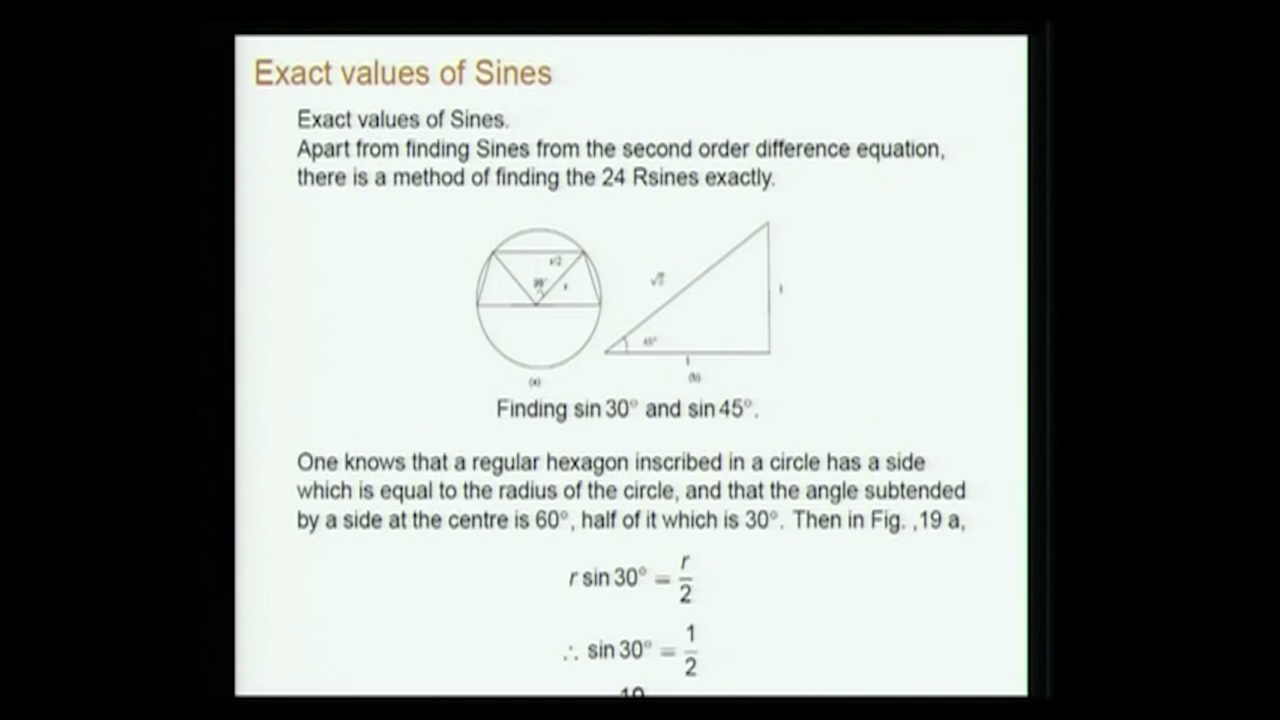 Exact values of Sines
Exact values of Sines.
Apart from finding Sines from the second order difference equation,
there is a method of finding the 24 Rsines exactly.
r/2
r
√2
1
45°
1
(a)
(b)
Finding sin 30° and sin 45°.
One knows that a regular hexagon inscribed in a circle has a side
which is equal to the radius of the circle, and that the angle subtended
by a side at the centre is 60°, half of it which is 30°. Then in Fig. ,19 a,
r sin 30° = r/2
∴ sin 30° = 1/2